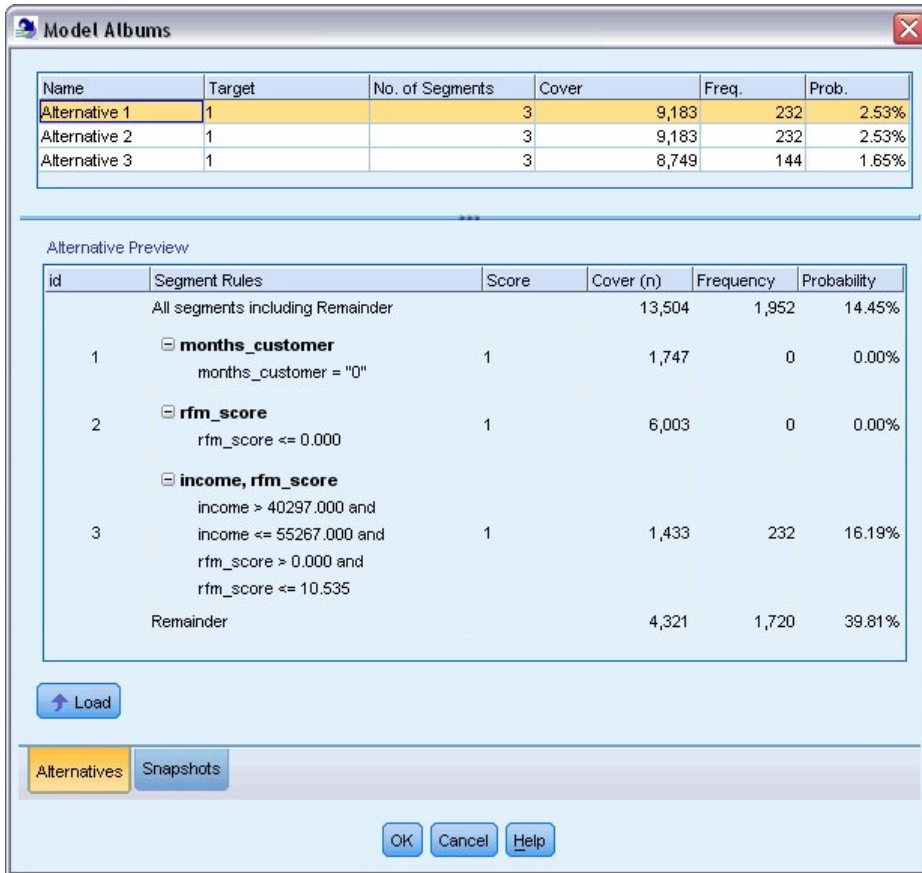 Model Albums
Name Target No. of Segments Cover Freq. Prob.
Alternative 1 1 3 9,183 232 2.53%
Alternative 2 1 3 9,183 232 2.53%
Alternative 3 1 3 8,749 144 1.65%
Alternative Preview
id Segment Rules Score Cover (n) Frequency Probability
All segments including Remainder 13,504 1,952 14.45%
months_customer
1 1 1,747 0 0.00%
months_customer = "0"
rfm_score
2 1 6,003 0 0.00%
rfm_score <= 0.000
income, rfm_score
income > 40297.000 and
3 income <= 55267.000 and 1 1,433 232 16.19%
rfm_score > 0.000 and
rfm_score <= 10.535
Remainder 4,321 1,720 39.81%
Load
Alternatives Snapshots
OK Cancel Help